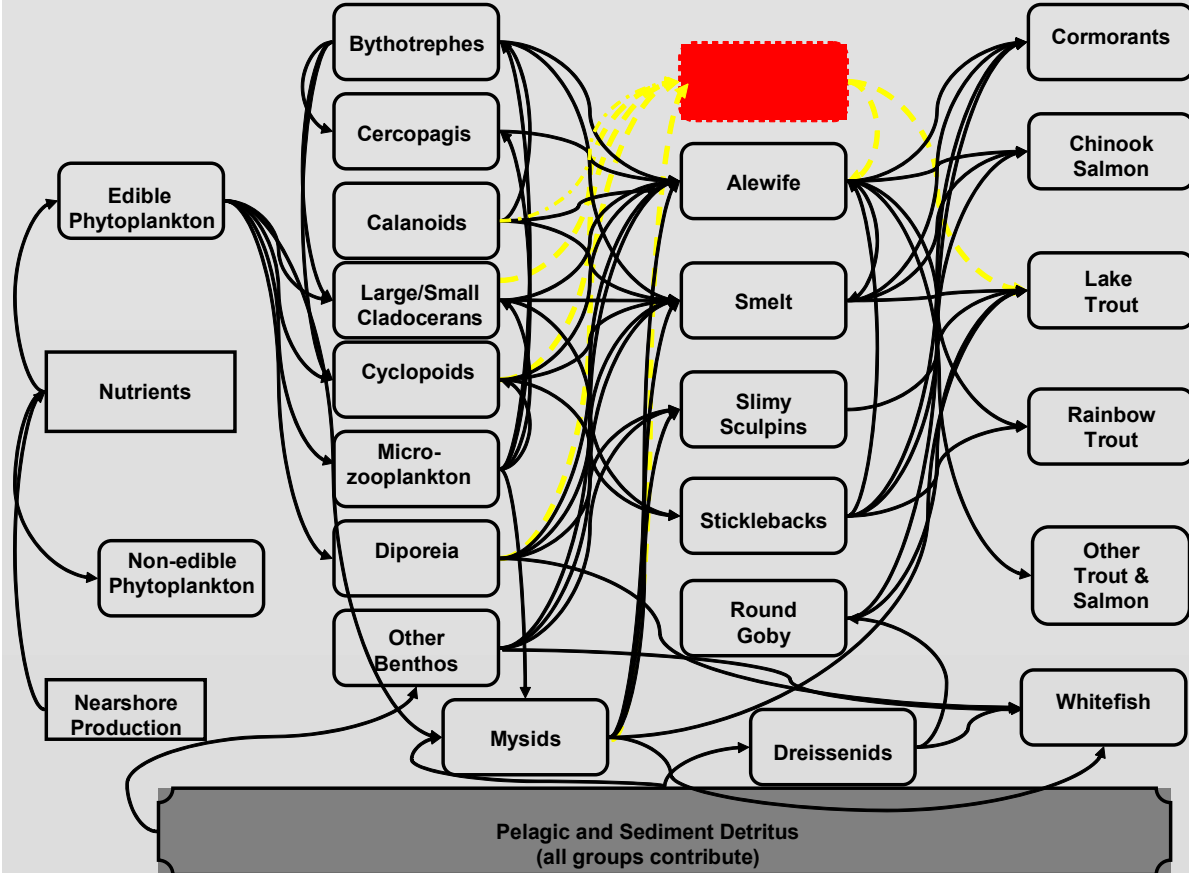 Bythotrephes
Cormorants
Cercopagis
Chinook
Salmon
Edible
Phytoplankton
Alewife
Calanoids
Large/Small
Cladocerans
Smelt
Lake
Trout
Nutrients
Cyclopoids
Slimy
Sculpins
Rainbow
Trout
Micro-
zooplankton
Sticklebacks
Non-edible
Phytoplankton
Diporeia
Other
Trout &
Salmon
Round
Goby
Other
Benthos
Nearshore
Production
Whitefish
Mysids
Dreissenids
Pelagic and Sediment Detritus
(all groups contribute)